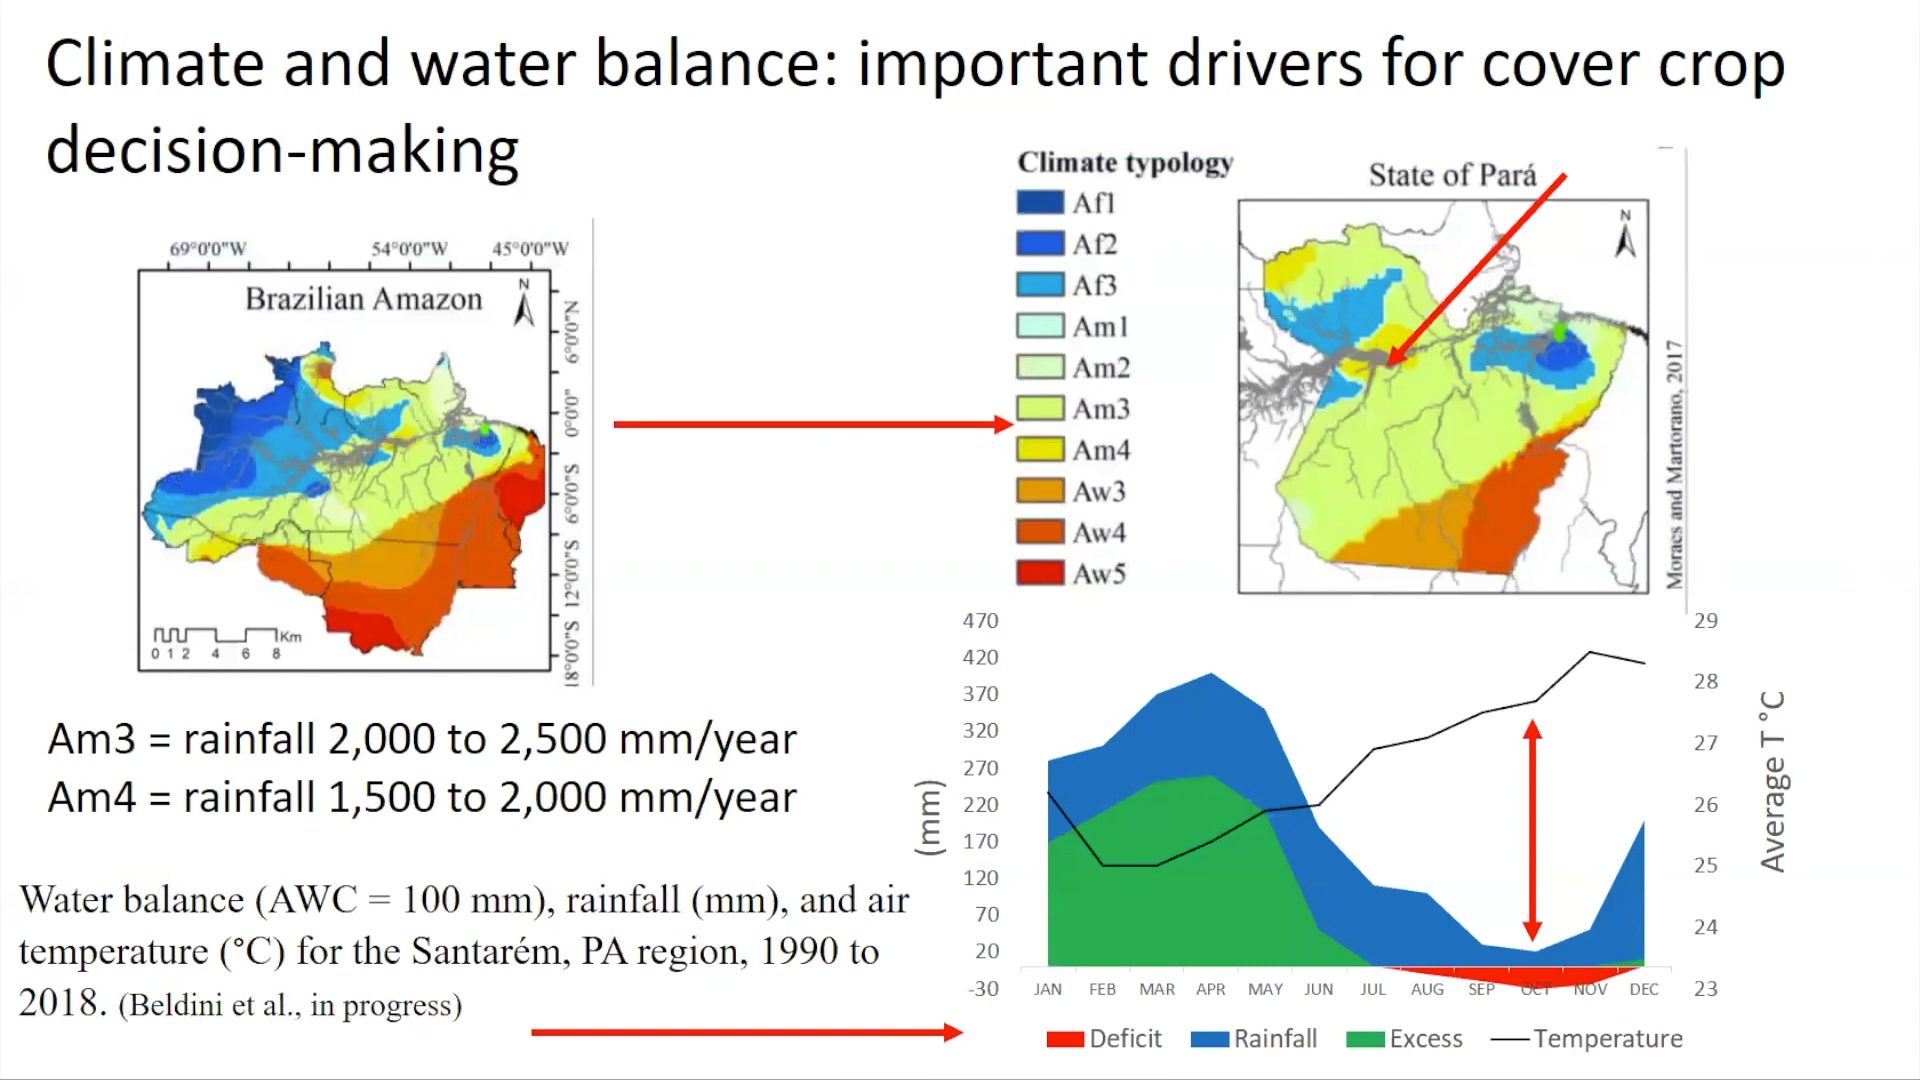 Climate and water balance: important drivers for cover crop
decision-making
69°0'0"W 54°0'0"W 45°0'0"W
Brazilian Amazon
N
6°0'0"N
0°0'0"
6°0'0"S
12°0'0"S
18°0'0"S
Km
0 1 2 4 6 8
Climate typology
Af1
Af2
Af3
Am1
Am2
Am3
Am4
Aw3
Aw4
Aw5
State of Pará
N
Moraes and Martorano, 2017
Am3 = rainfall 2,000 to 2,500 mm/year
Am4 = rainfall 1,500 to 2,000 mm/year
Water balance (AWC = 100 mm), rainfall (mm), and air
temperature (°C) for the Santarém, PA region, 1990 to
2018. (Beldini et al., in progress)
(mm)
470
420
370
320
270
220
170
120
70
20
-30
JAN FEB MAR APR MAY JUN JUL AUG SEP OCT NOV DEC
29
28
27
26
25
24
23
Average T °C
Deficit Rainfall Excess Temperature